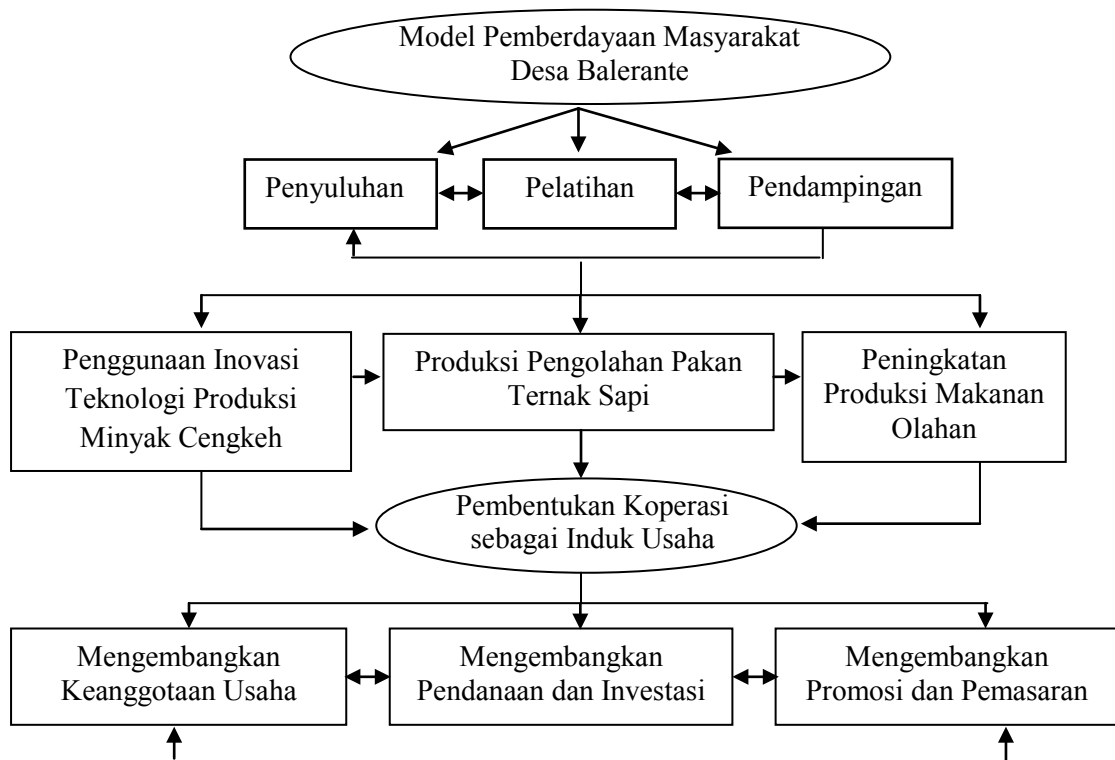 Model Pemberdayaan Masyarakat
Desa Balerante
Penyuluhan
Pelatihan
Pendampingan
Penggunaan Inovasi
Teknologi Produksi
Minyak Cengkeh
Produksi Pengolahan Pakan
Ternak Sapi
Peningkatan
Produksi Makanan
Olahan
Pembentukan Koperasi
sebagai Induk Usaha
Mengembangkan
Keanggotaan Usaha
Mengembangkan
Pendanaan dan Investasi
Mengembangkan
Promosi dan Pemasaran